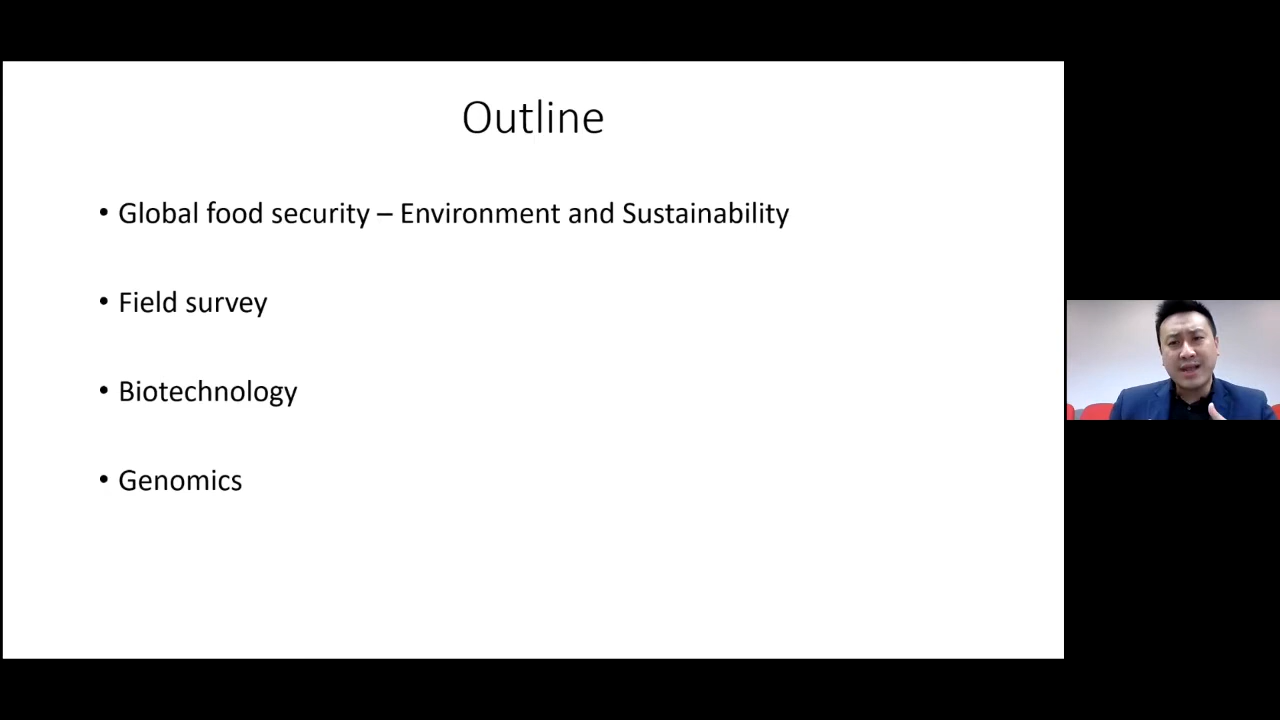 Outline
• Global food security – Environment and Sustainability
• Field survey
• Biotechnology
• Genomics